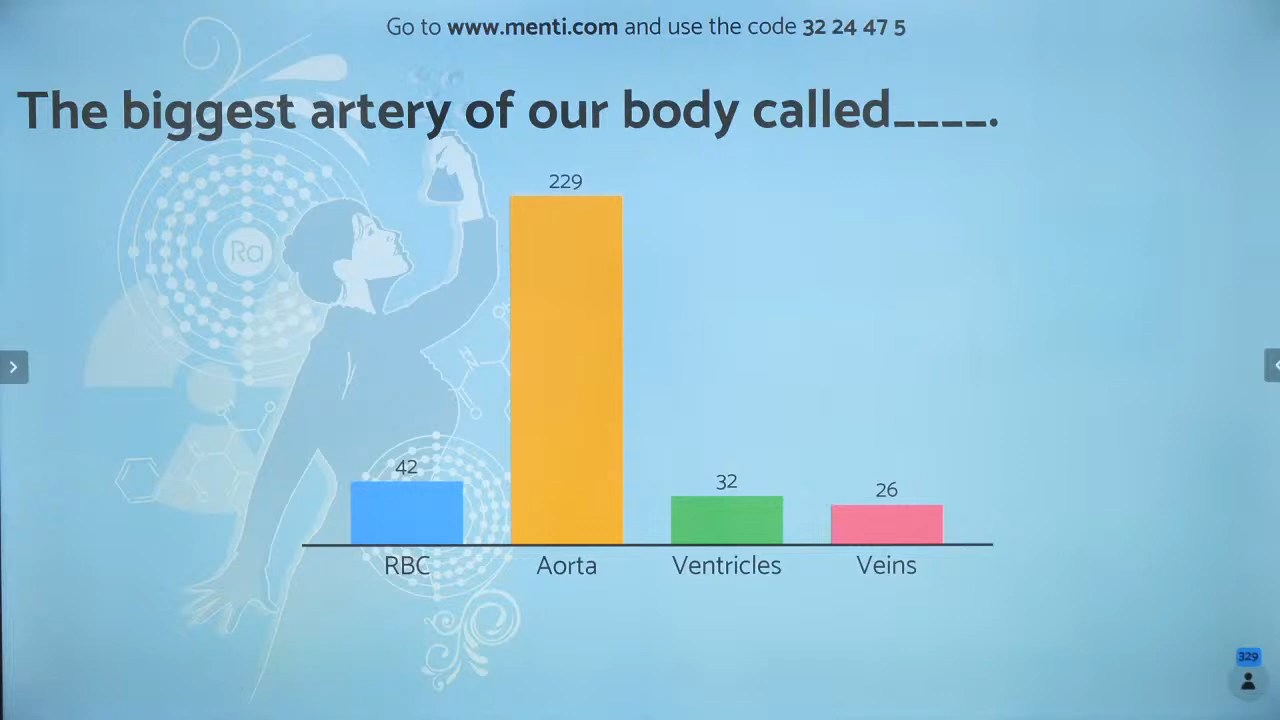 Go to www.menti.com and use the code 32 24 47 5
The biggest artery of our body called____.
Ra
229
42
32
26
N
RBC
Aorta
Ventricles
Veins
329